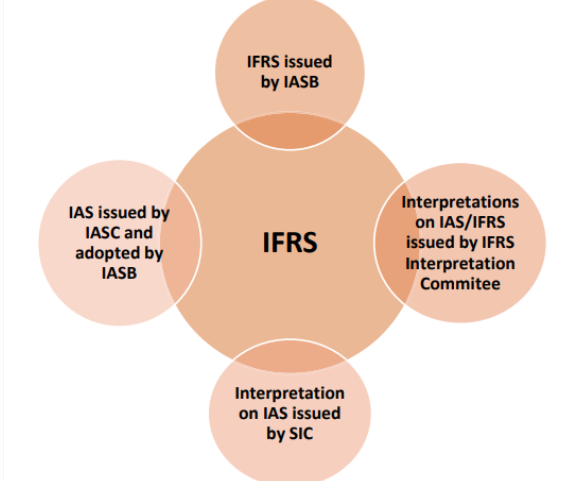 IFRS issued
by IASB
IAS issued by
IASC and
adopted by
IASB
IFRS
Interpretations
on IAS/IFRS
issued by IFRS
Interpretation
Commitee
Interpretation
on IAS issued
by SIC